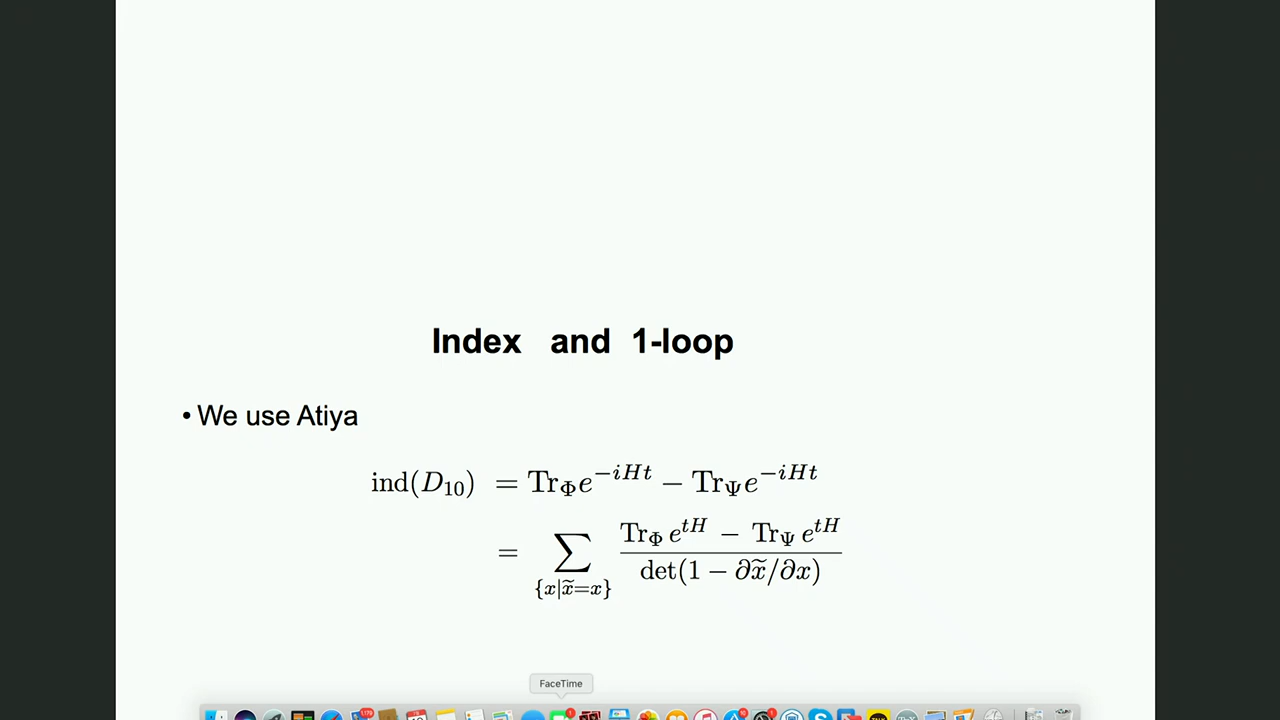 Index and 1-loop
• We use Atiya
ind(D₁₀) = Tr_Φ e^{−iHt} − Tr_Ψ e^{−iHt}
= ∑_{{x|x̃=x}} (Tr_Φ e^{tH} − Tr_Ψ e^{tH}) / det(1 − ∂x̃/∂x)
FaceTime